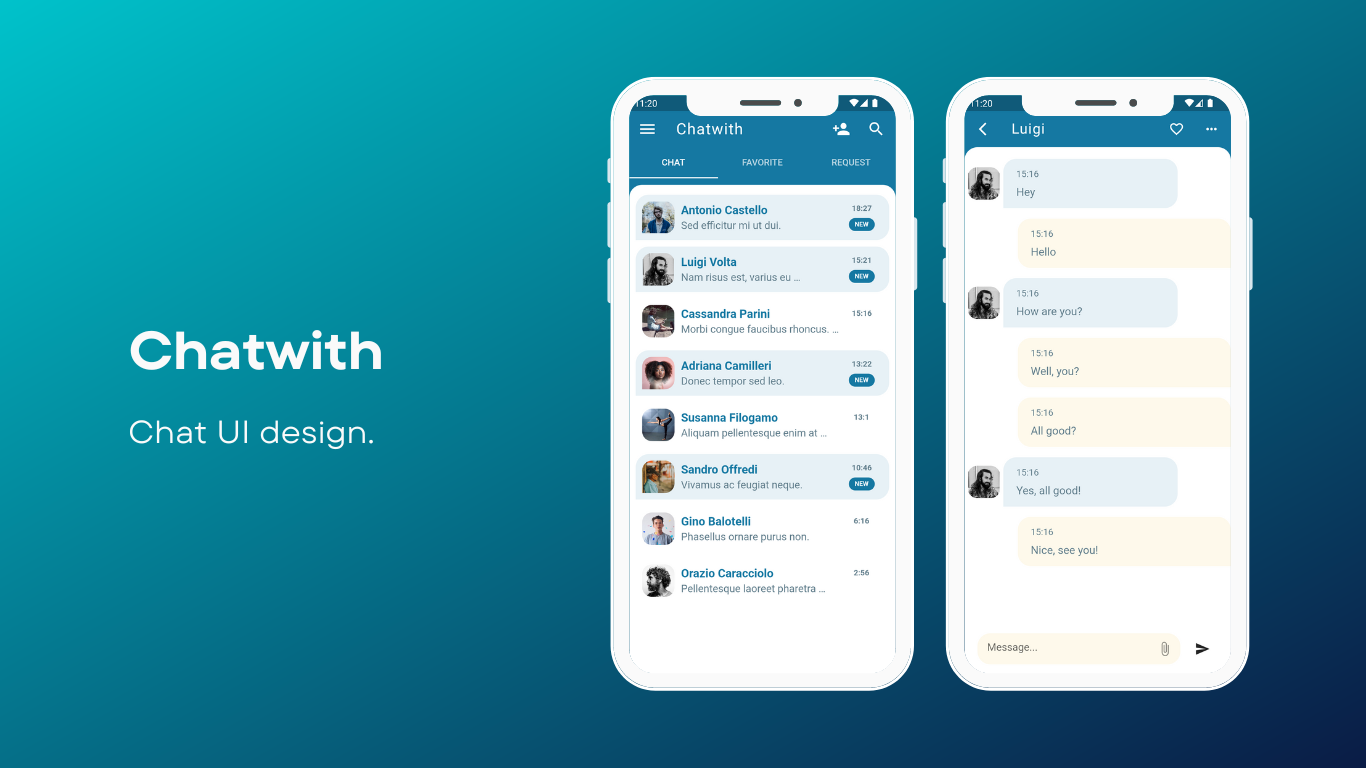 Chatwith
Chat UI design.
11:20
Chatwith
CHAT FAVORITE REQUEST
Antonio Castello 18:27
Sed efficitur mi ut dui. NEW
Luigi Volta 15:21
Nam risus est, varius eu ... NEW
Cassandra Parini 15:16
Morbi congue faucibus rhoncus. ...
Adriana Camilleri 13:22
Donec tempor sed leo. NEW
Susanna Filogamo 13:1
Aliquam pellentesque enim at ...
Sandro Offredi 10:46
Vivamus ac feugiat neque. NEW
Gino Balotelli 6:16
Phasellus ornare purus non.
Orazio Caracciolo 2:56
Pellentesque laoreet pharetra ...
11:20
Luigi
15:16
Hey
15:16
Hello
15:16
How are you?
15:16
Well, you?
15:16
All good?
15:16
Yes, all good!
15:16
Nice, see you!
Message...